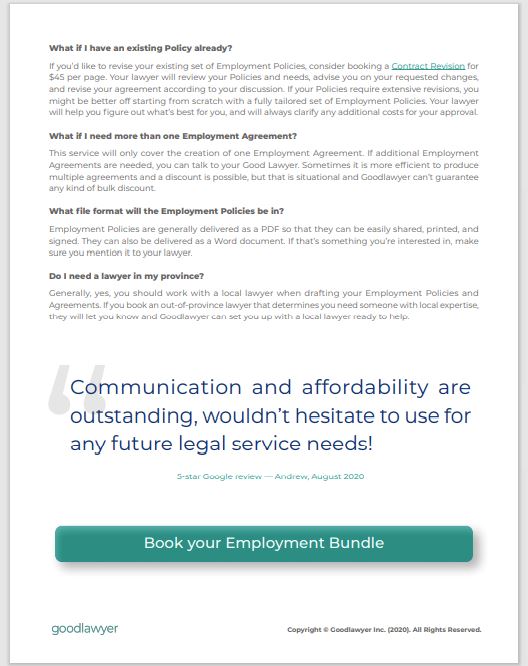 What if I have an existing Policy already?
If you'd like to revise your existing set of Employment Policies, consider booking a Contract Revision for
$45 per page. Your lawyer will review your Policies and needs, advise you on your requested changes,
and revise your agreement according to your discussion. If your Policies require extensive revisions, you
might be better off starting from scratch with a fully tailored set of Employment Policies. Your lawyer
will help you figure out what's best for you, and will always clarify any additional costs for your approval.
What if I need more than one Employment Agreement?
This service will only cover the creation of one Employment Agreement. If additional Employment
Agreements are needed, you can talk to your Good Lawyer. Sometimes it is more efficient to produce
multiple agreements and a discount is possible, but that is situational and Goodlawyer can't guarantee
any kind of bulk discount.
What file format will the Employment Policies be in?
Employment Policies are generally delivered as a PDF so that they can be easily shared, printed, and
signed. They can also be delivered as a Word document. If that's something you're interested in, make
sure you mention it to your lawyer.
Do I need a lawyer in my province?
Generally, yes, you should work with a local lawyer when drafting your Employment Policies and
Agreements. If you book an out-of-province lawyer that determines you need someone with local expertise,
they will let you know and Goodlawyer can set you up with a local lawyer ready to help.
“
Communication and affordability are
outstanding, wouldn't hesitate to use for
any future legal service needs!
5-star Google review — Andrew, August 2020
Book your Employment Bundle
goodlawyer
Copyright © Goodlawyer Inc. (2020). All Rights Reserved.